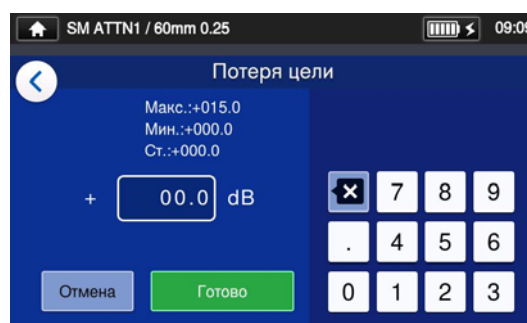 SM ATTN1 / 60mm 0.25
09:09
Потеря цели
Макс.:+015.0
Мин.:+000.0
Ст.:+000.0
+ 00.0 dB
7 8 9
. 4 5 6
0 1 2 3
Отмена Готово